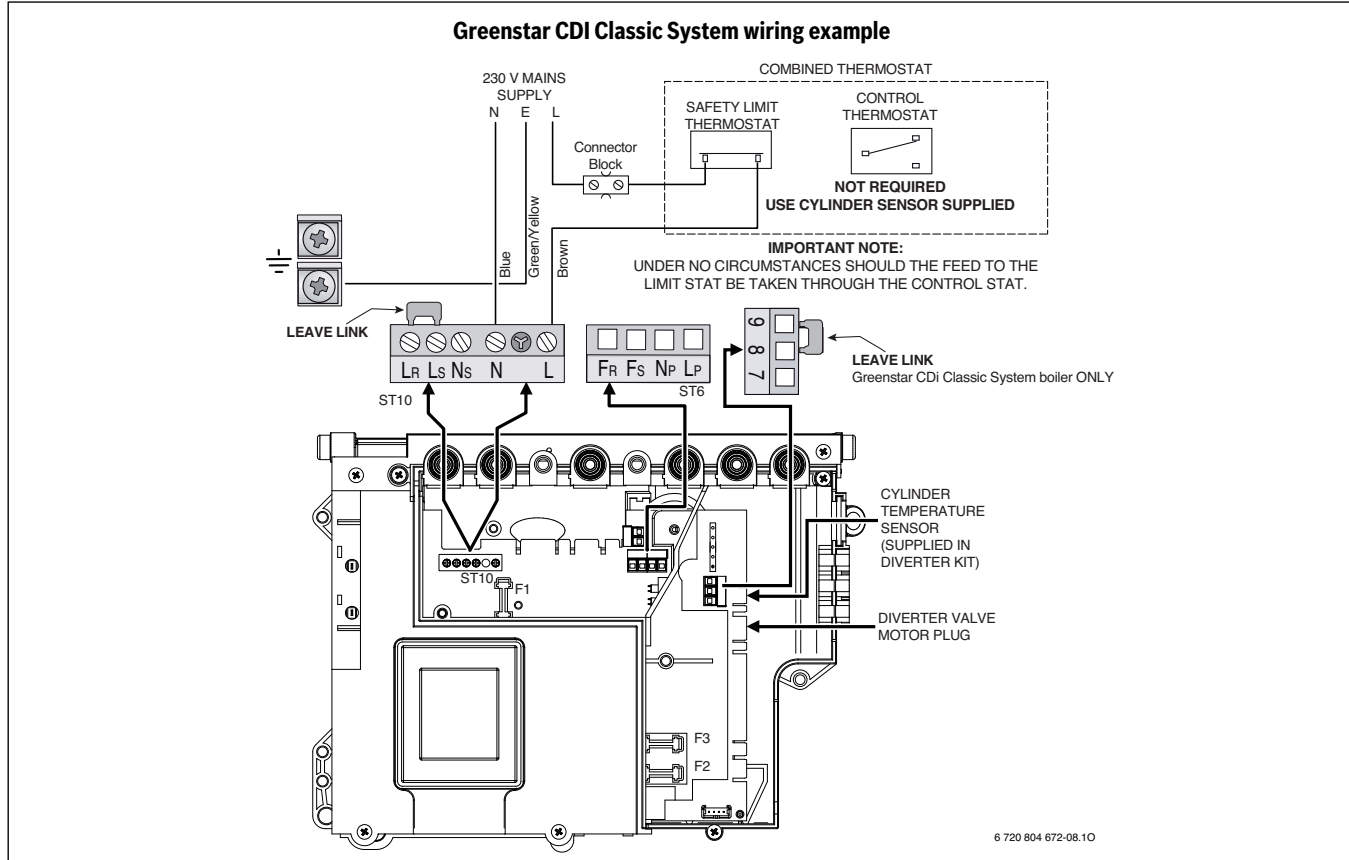 Greenstar CDI Classic System wiring example
230 V MAINS
SUPPLY
N E L
Connector
Block
COMBINED THERMOSTAT
SAFETY LIMIT
THERMOSTAT
CONTROL
THERMOSTAT
NOT REQUIRED
USE CYLINDER SENSOR SUPPLIED
IMPORTANT NOTE:
UNDER NO CIRCUMSTANCES SHOULD THE FEED TO THE
LIMIT STAT BE TAKEN THROUGH THE CONTROL STAT.
Blue
Green/Yellow
Brown
LEAVE LINK
LR LS NS N L
ST10
FR FS NP LP
ST6
9
8
7
LEAVE LINK
Greenstar CDi Classic System boiler ONLY
ST10
F1
CYLINDER
TEMPERATURE
SENSOR
(SUPPLIED IN
DIVERTER KIT)
DIVERTER VALVE
MOTOR PLUG
F3
F2
6 720 804 672-08.1O